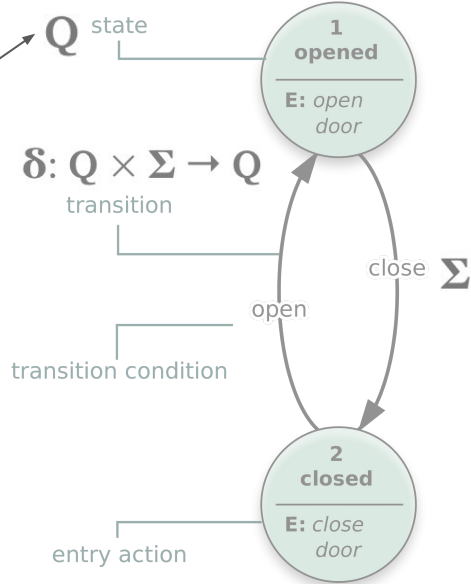 Q state
1
opened
E: open
door
δ: Q × Σ → Q
transition
close Σ
open
transition condition
2
closed
E: close
door
entry action